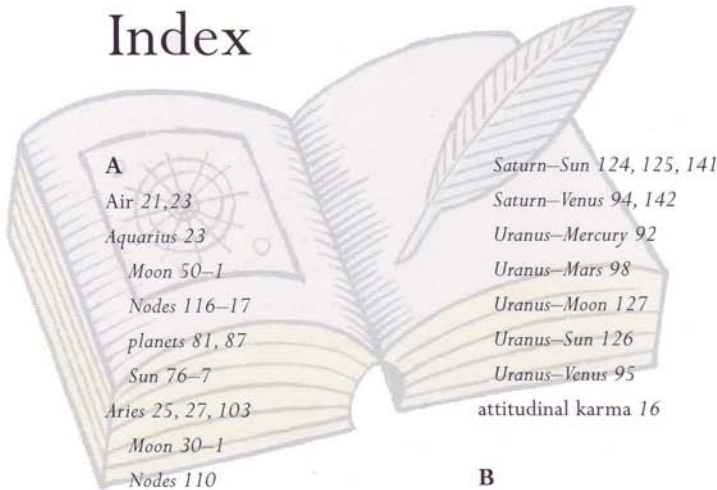 Index
A
Air 21,23
Aquarius 23
Moon 50–1
Nodes 116–17
planets 81, 87
Sun 76–7
Aries 25, 27, 103
Moon 30–1
Nodes 110
Saturn–Sun 124, 125, 141
Saturn–Venus 94, 142
Uranus–Mercury 92
Uranus–Mars 98
Uranus–Moon 127
Uranus–Sun 126
Uranus–Venus 95
attitudinal karma 16
B